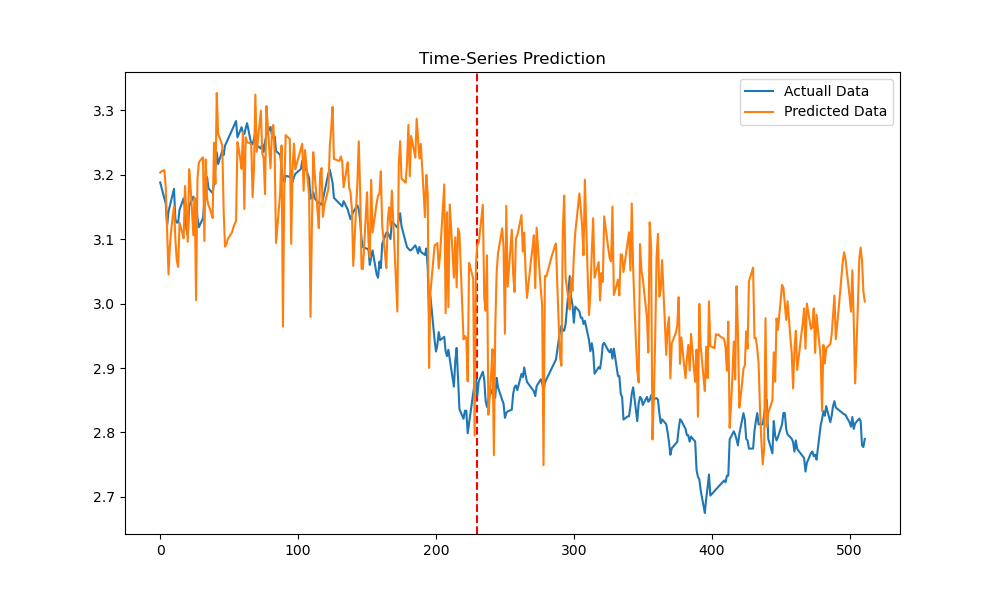 Time-Series Prediction
Actuall Data
Predicted Data
3.3
3.2
3.1
3.0
2.9
2.8
2.7
0 100 200 300 400 500